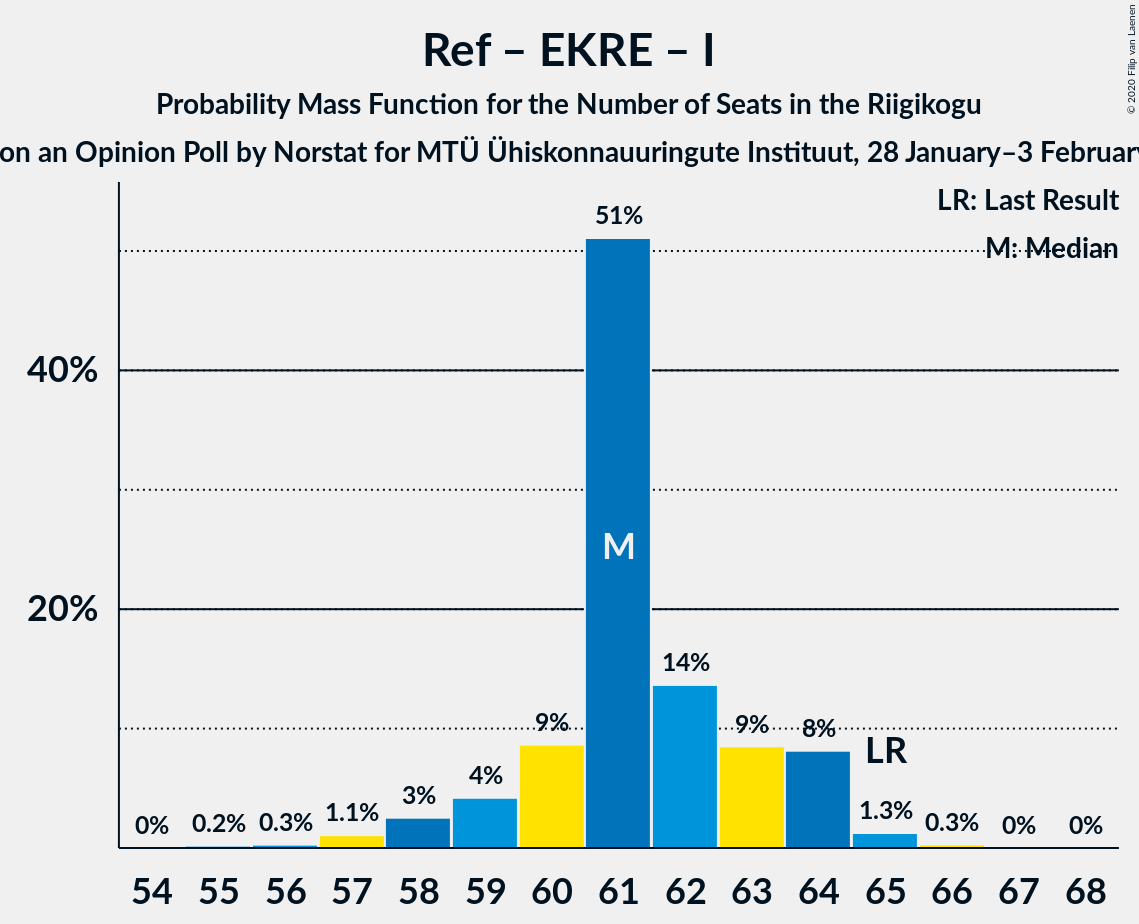 Ref – EKRE – I
Probability Mass Function for the Number of Seats in the Riigikogu
on an Opinion Poll by Norstat for MTÜ Ühiskonnauuringute Instituut, 28 January–3 February
© 2020 Filip van Laenen
LR: Last Result
M: Median
40%
20%
0% 0.2% 0.3% 1.1% 3% 4% 9% 51% 14% 9% 8% 1.3% 0.3% 0% 0%
M
LR
54 55 56 57 58 59 60 61 62 63 64 65 66 67 68